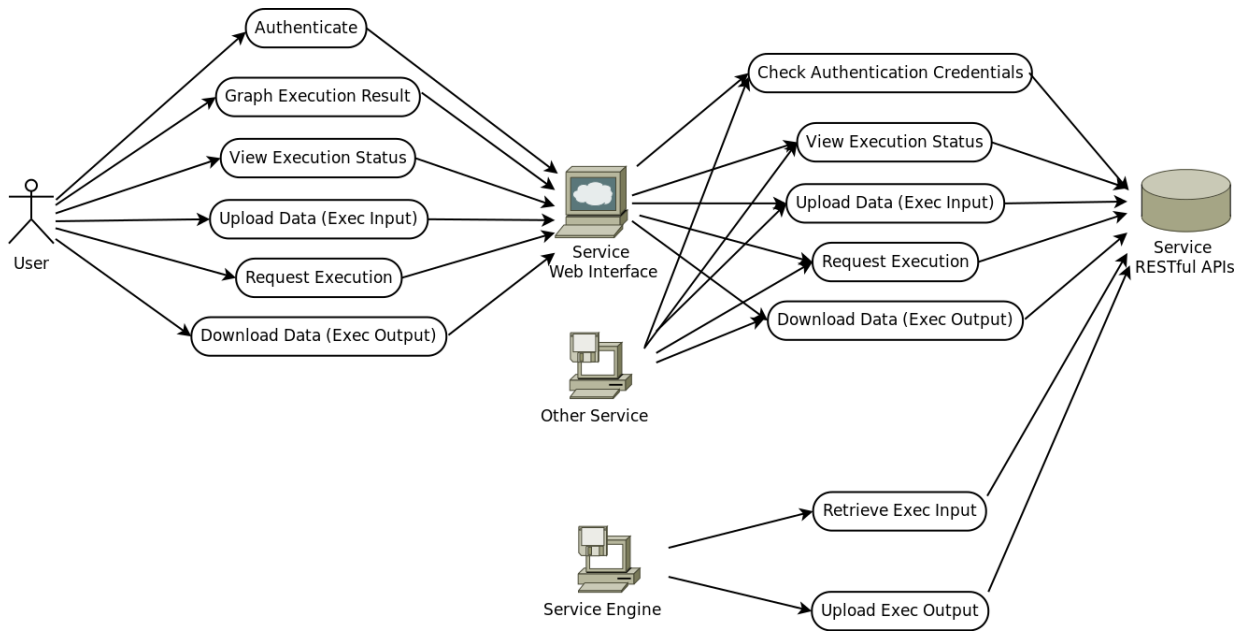 Authenticate
Graph Execution Result
View Execution Status
Upload Data (Exec Input)
Request Execution
Download Data (Exec Output)
User
Service
Web Interface
Other Service
Service Engine
Check Authentication Credentials
View Execution Status
Upload Data (Exec Input)
Request Execution
Download Data (Exec Output)
Retrieve Exec Input
Upload Exec Output
Service
RESTful APIs